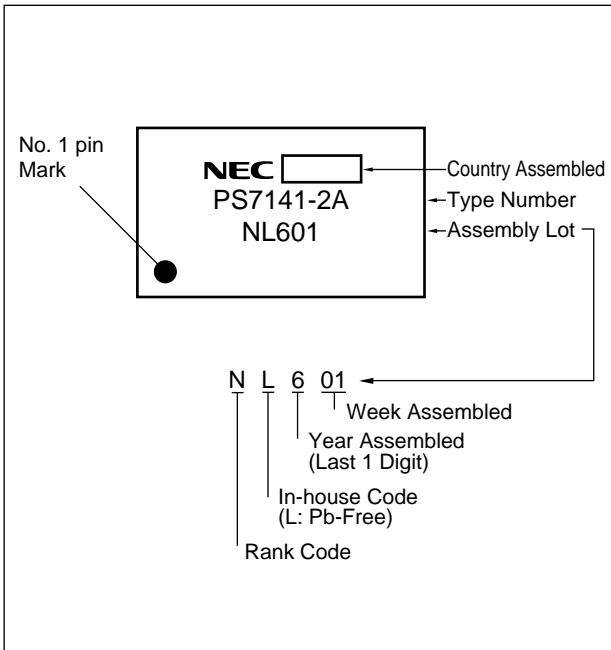 No. 1 pin
Mark
NEC
Country Assembled
PS7141-2A
Type Number
NL601
Assembly Lot
N L 6 01
Week Assembled
Year Assembled
(Last 1 Digit)
In-house Code
(L: Pb-Free)
Rank Code